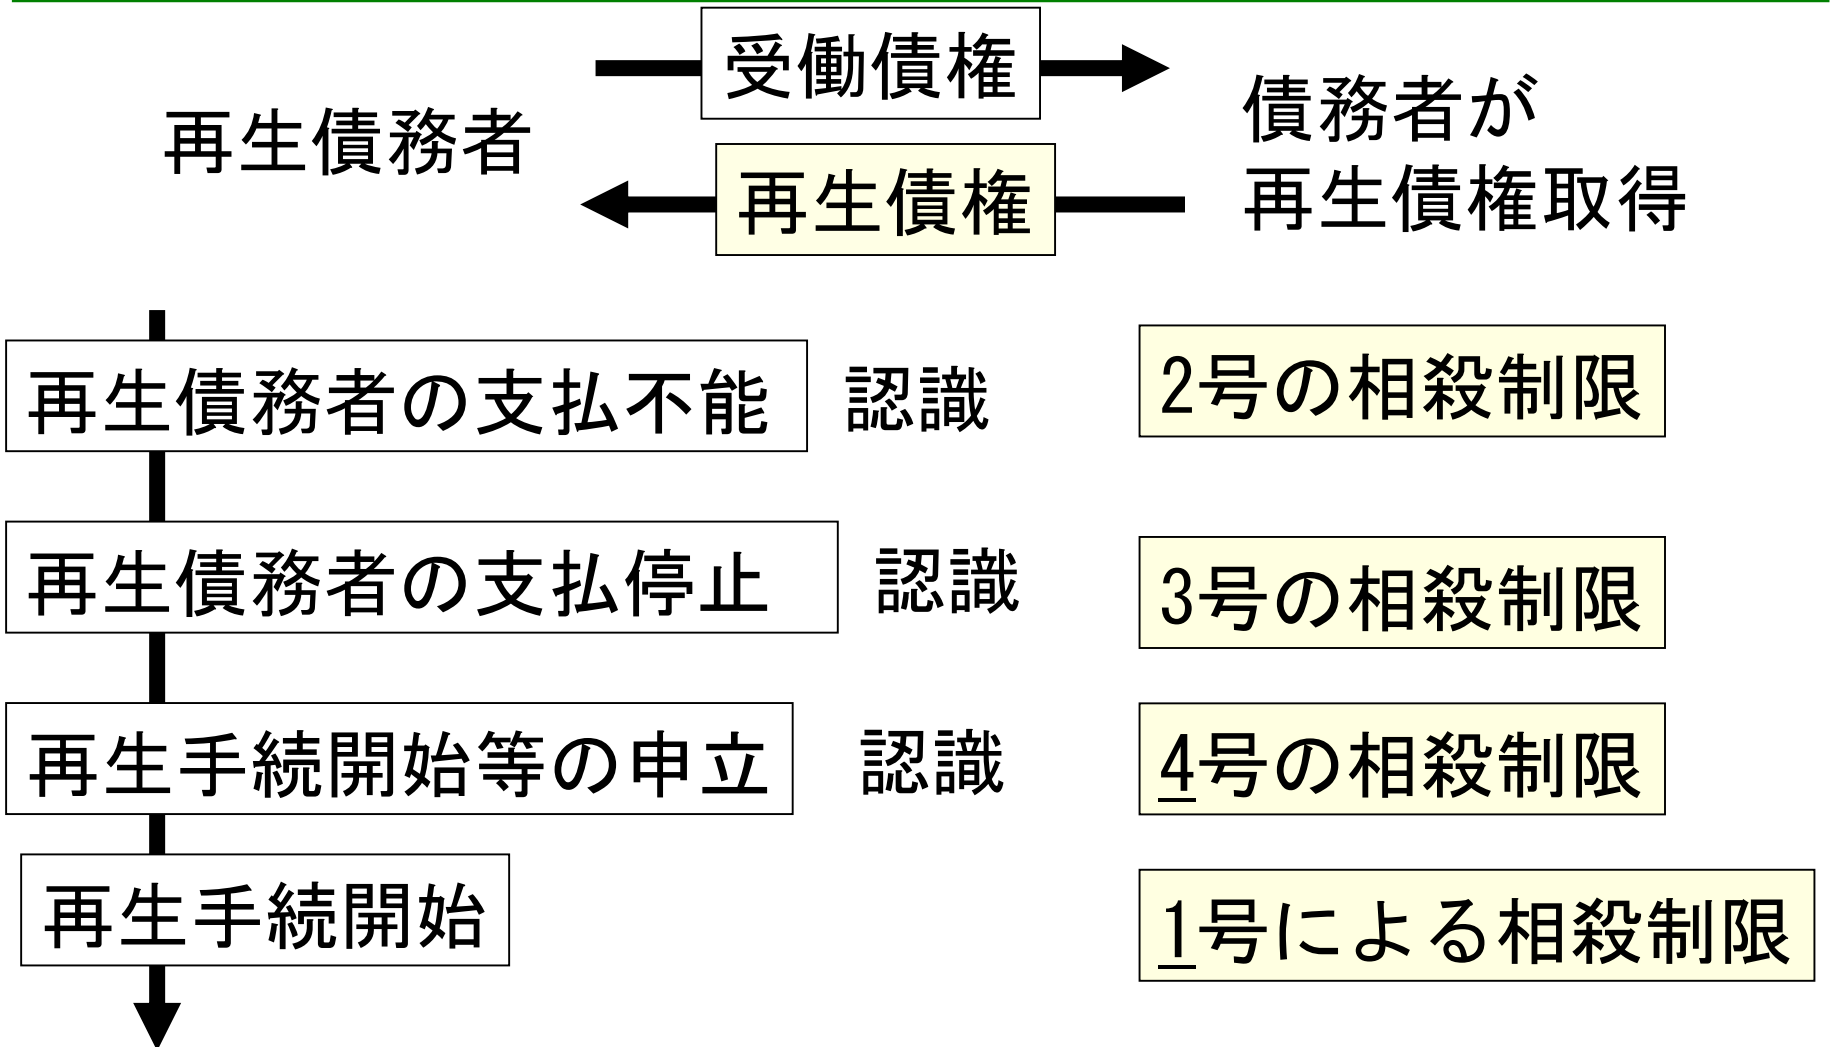 受働債権
再生債務者
債務者が
再生債権取得
再生債権
再生債務者の支払不能 認識 2号の相殺制限
再生債務者の支払停止 認識 3号の相殺制限
再生手続開始等の申立 認識 4号の相殺制限
再生手続開始 1号による相殺制限